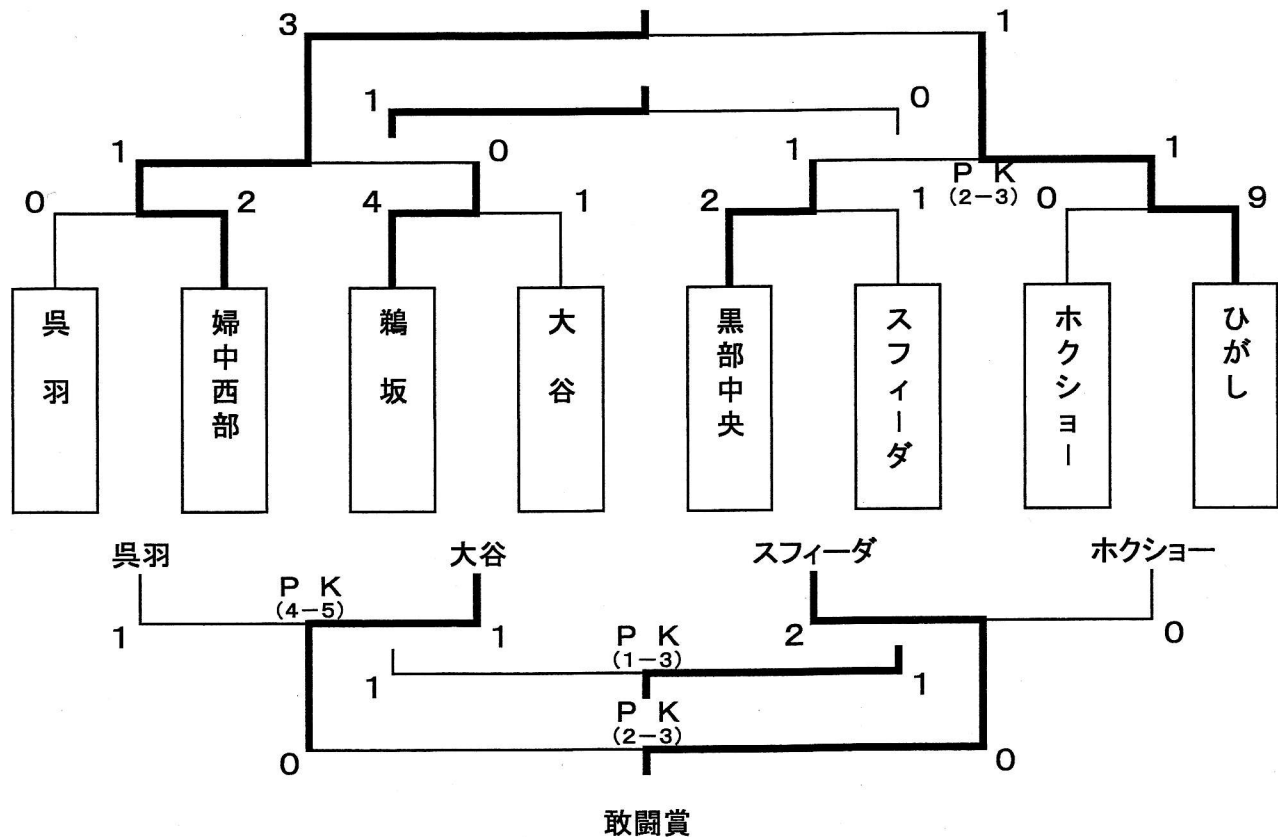 3 1
1 0
1 0 1 1
P K
(2-3)
0 2 4 1 2 1 0 9
呉羽
婦中西部
鵜坂
大谷
黒部中央
スフィーダ
ホクショー
ひがし
呉羽 大谷 スフィーダ ホクショー
P K
(4-5)
1 1 2 0
P K
(1-3)
1 1
P K
(2-3)
0 0
敢闘賞